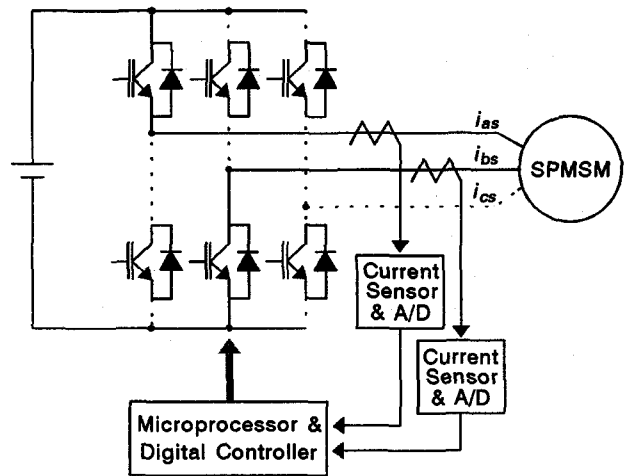 i_as
i_bs
i_cs
SPMSM
Current
Sensor
& A/D
Current
Sensor
& A/D
Microprocessor &
Digital Controller